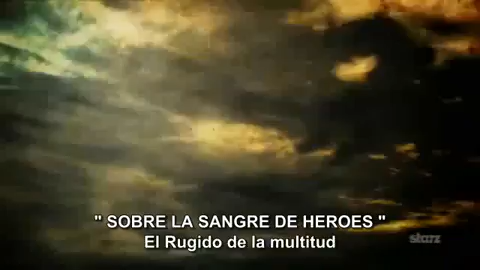 " SOBRE LA SANGRE DE HEROES "
El Rugido de la multitud
starz